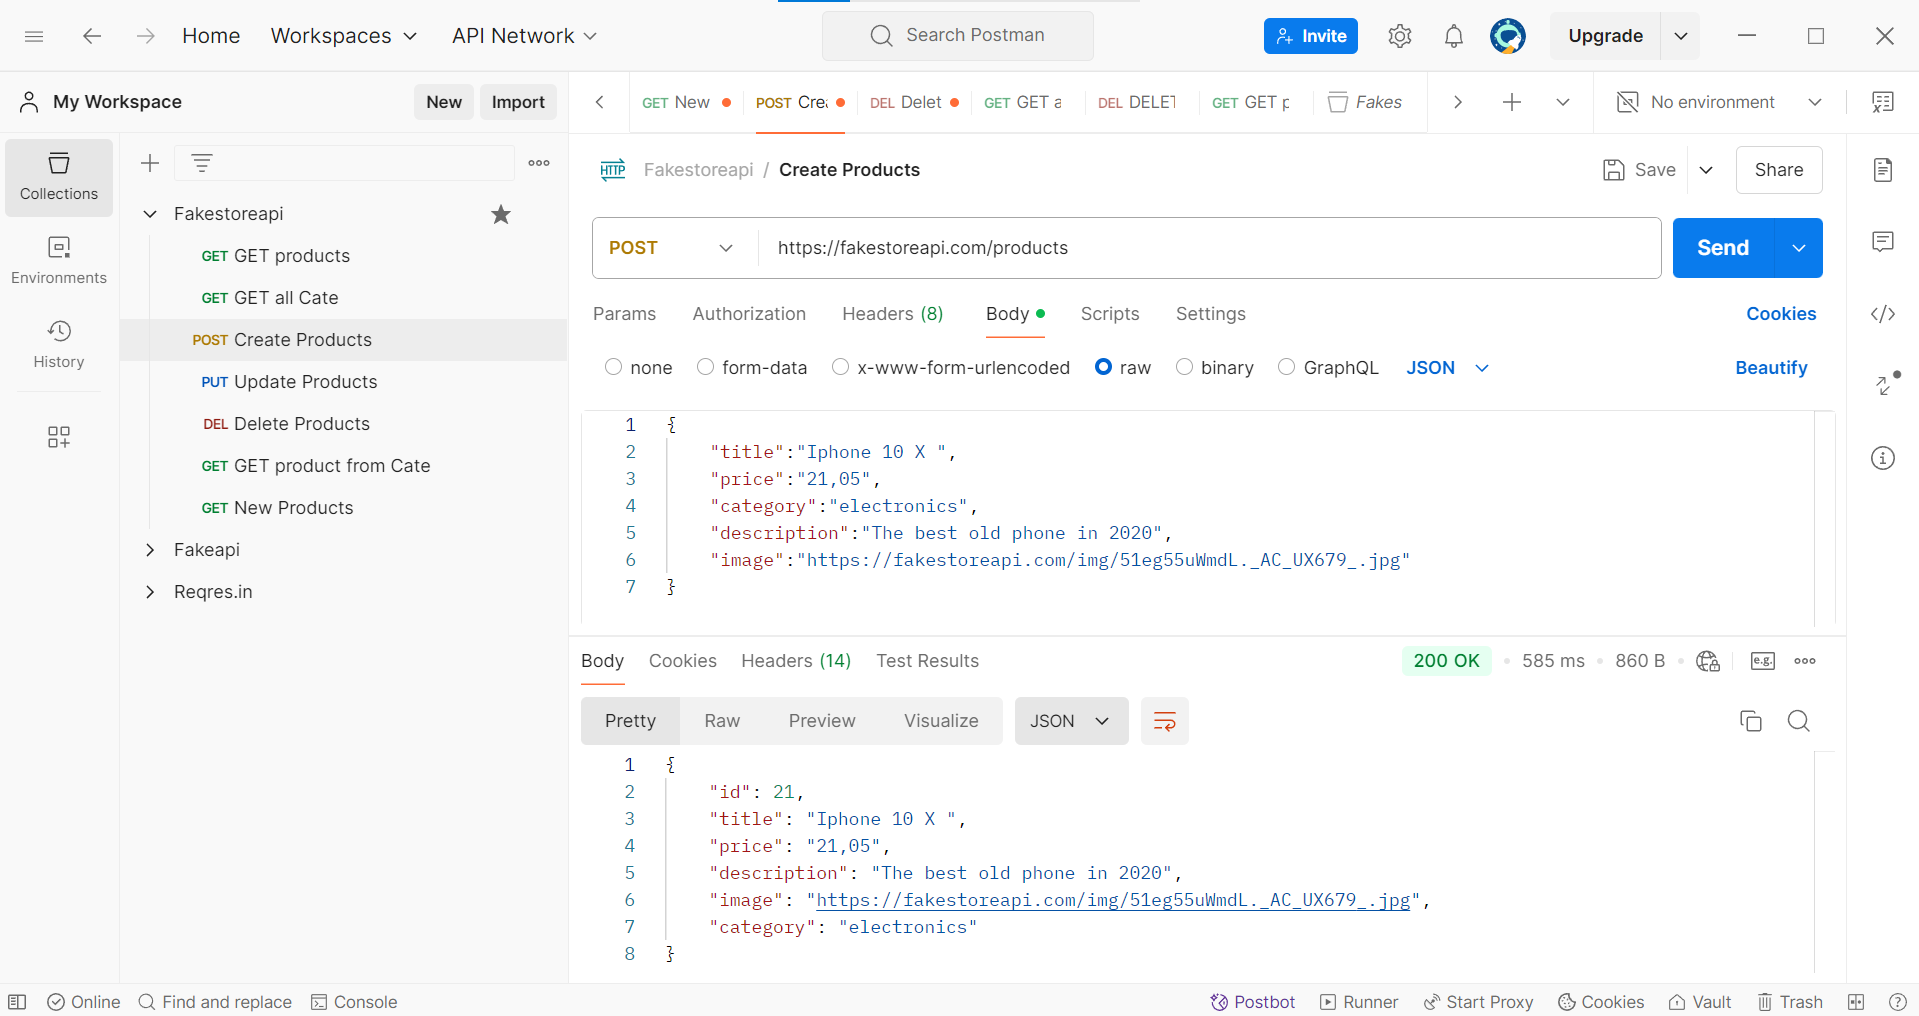 Home Workspaces API Network Search Postman Invite Upgrade
My Workspace New Import
GET New POST Crea DEL Delet GET GET a DEL DELET GET GET p Fakes No environment
Collections
Environments
History
Fakestoreapi
GET GET products
GET GET all Cate
POST Create Products
PUT Update Products
DEL Delete Products
GET GET product from Cate
GET New Products
Fakeapi
Reqres.in
HTTP Fakestoreapi / Create Products Save Share
POST https://fakestoreapi.com/products Send
Params Authorization Headers (8) Body Scripts Settings Cookies
none form-data x-www-form-urlencoded raw binary GraphQL JSON Beautify
1 {
2 "title":"Iphone 10 X ",
3 "price":"21,05",
4 "category":"electronics",
5 "description":"The best old phone in 2020",
6 "image":"https://fakestoreapi.com/img/51eg55uWmdL._AC_UX679_.jpg"
7 }
Body Cookies Headers (14) Test Results 200 OK 585 ms 860 B e.g.
Pretty Raw Preview Visualize JSON
1 {
2 "id": 21,
3 "title": "Iphone 10 X ",
4 "price": "21,05",
5 "description": "The best old phone in 2020",
6 "image": "https://fakestoreapi.com/img/51eg55uWmdL._AC_UX679_.jpg",
7 "category": "electronics"
8 }
Online Find and replace Console Postbot Runner Start Proxy Cookies Vault Trash